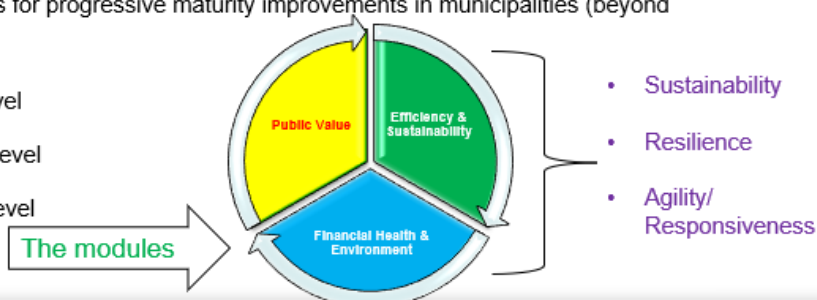 s for progressive maturity improvements in municipalities (beyond
vel
evel
evel
The modules
Public Value
Efficiency &
Sustainability
Financial Health &
Environment
• Sustainability
• Resilience
• Agility/
Responsiveness